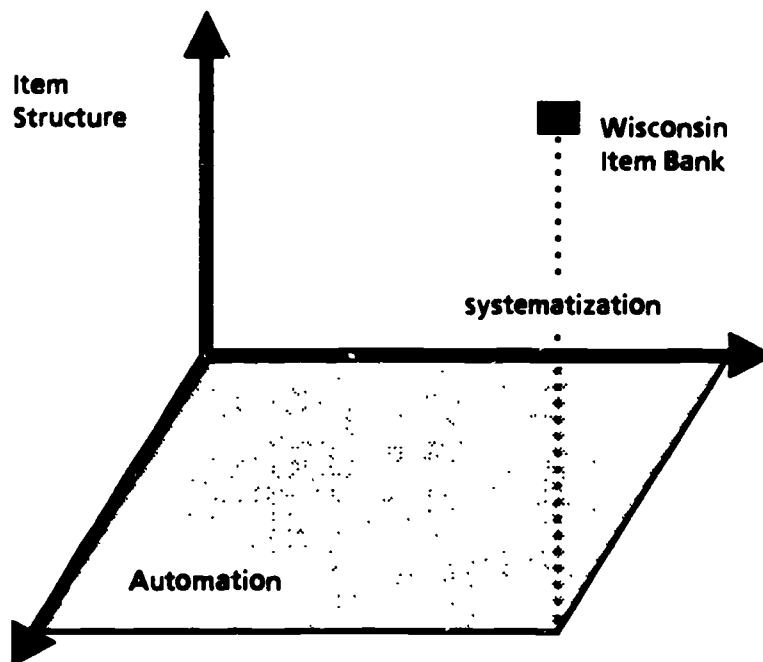 Item
Structure
Wisconsin
Item Bank
systematization
Automation